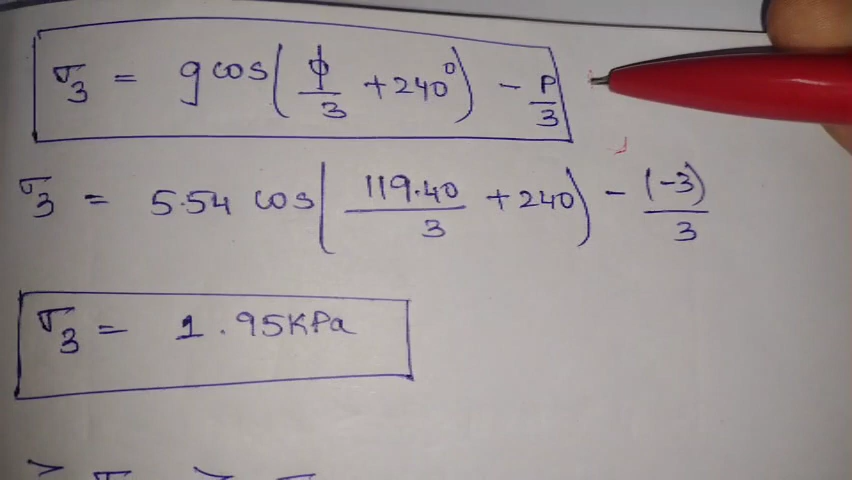 σ3 = g cos(ϕ/3 + 240°) - P/3
σ3 = 5.54 cos(119.40/3 + 240) - (-3)/3
σ3 = 1.95KPa